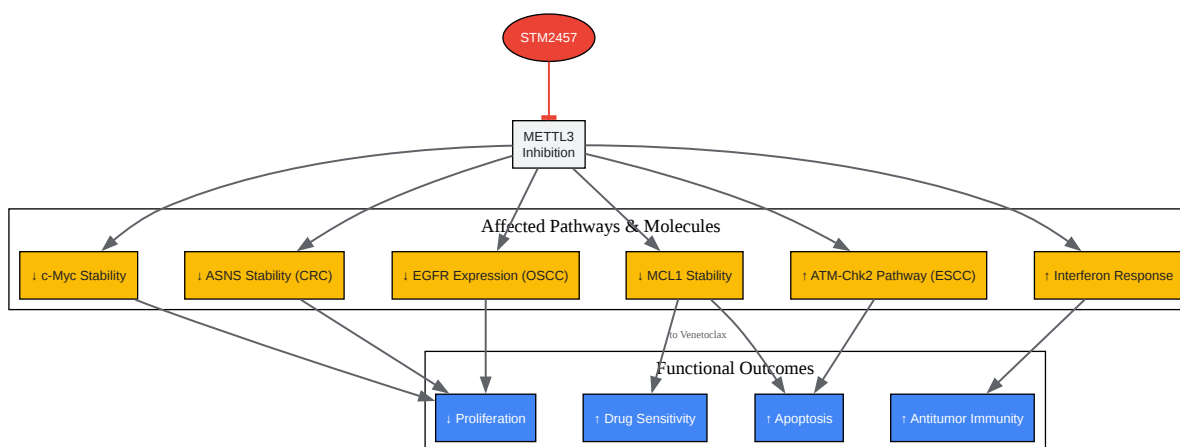 STM2457
METTL3
Inhibition
Affected Pathways & Molecules
↓ c-Myc Stability
↓ ASNS Stability (CRC)
↓ EGFR Expression (OSCC)
↓ MCL1 Stability
↑ ATM-Chk2 Pathway (ESCC)
↑ Interferon Response
to Venetoclax
Functional Outcomes
↓ Proliferation
↑ Drug Sensitivity
↑ Apoptosis
↑ Antitumor Immunity